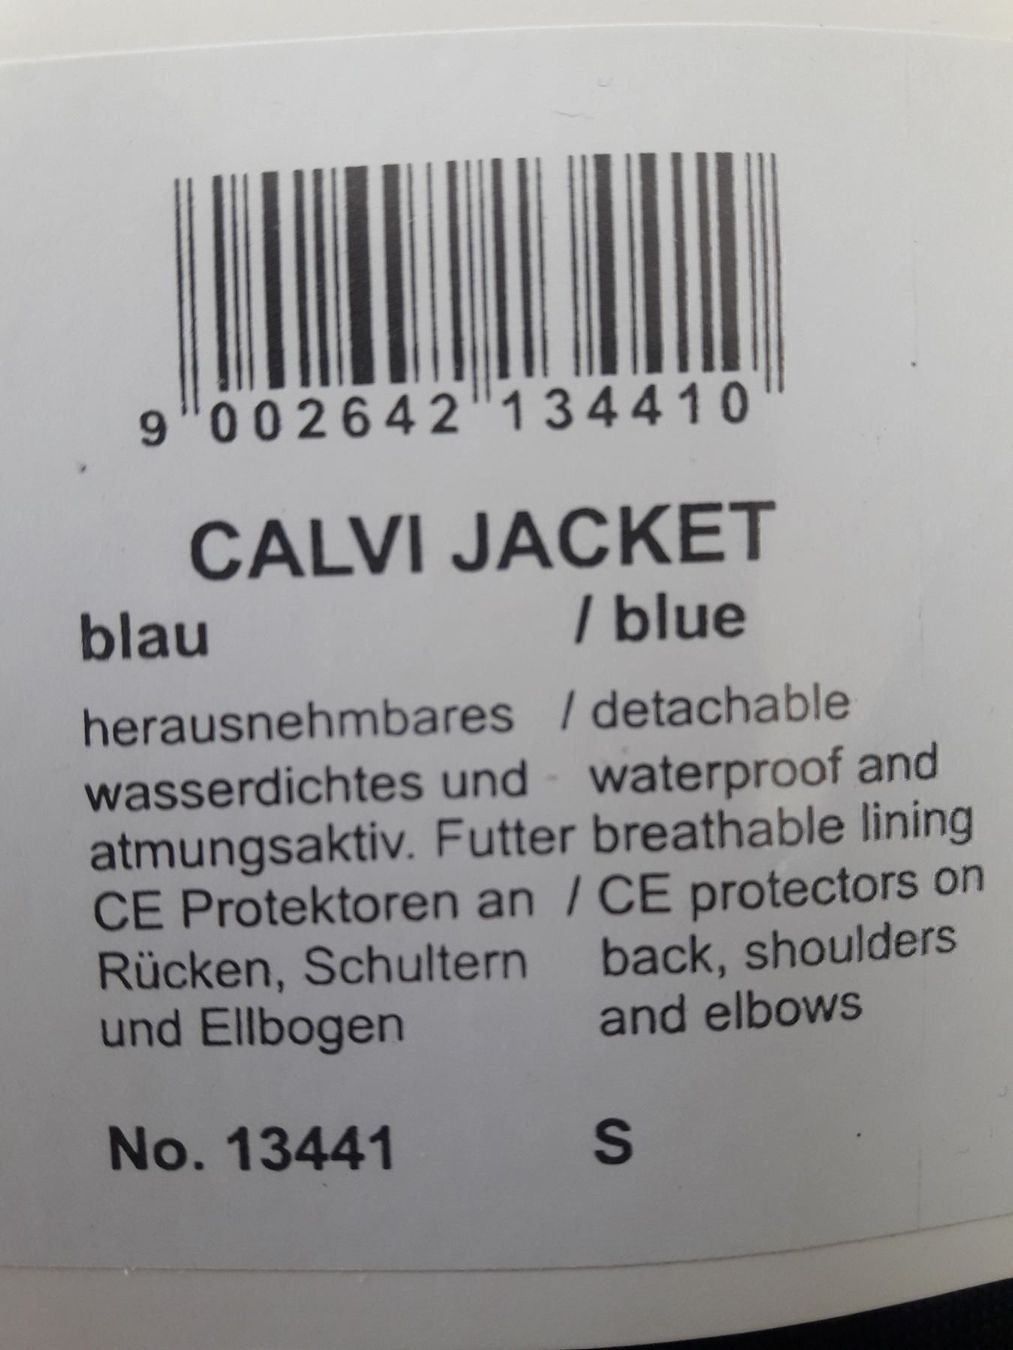 9 002642 134410
CALVI JACKET
blau / blue
herausnehmbares / detachable
wasserdichtes und - waterproof and
atmungsaktiv. Futter breathable lining
CE Protektoren an / CE protectors on
Rücken, Schultern back, shoulders
und Ellbogen and elbows
No. 13441 S